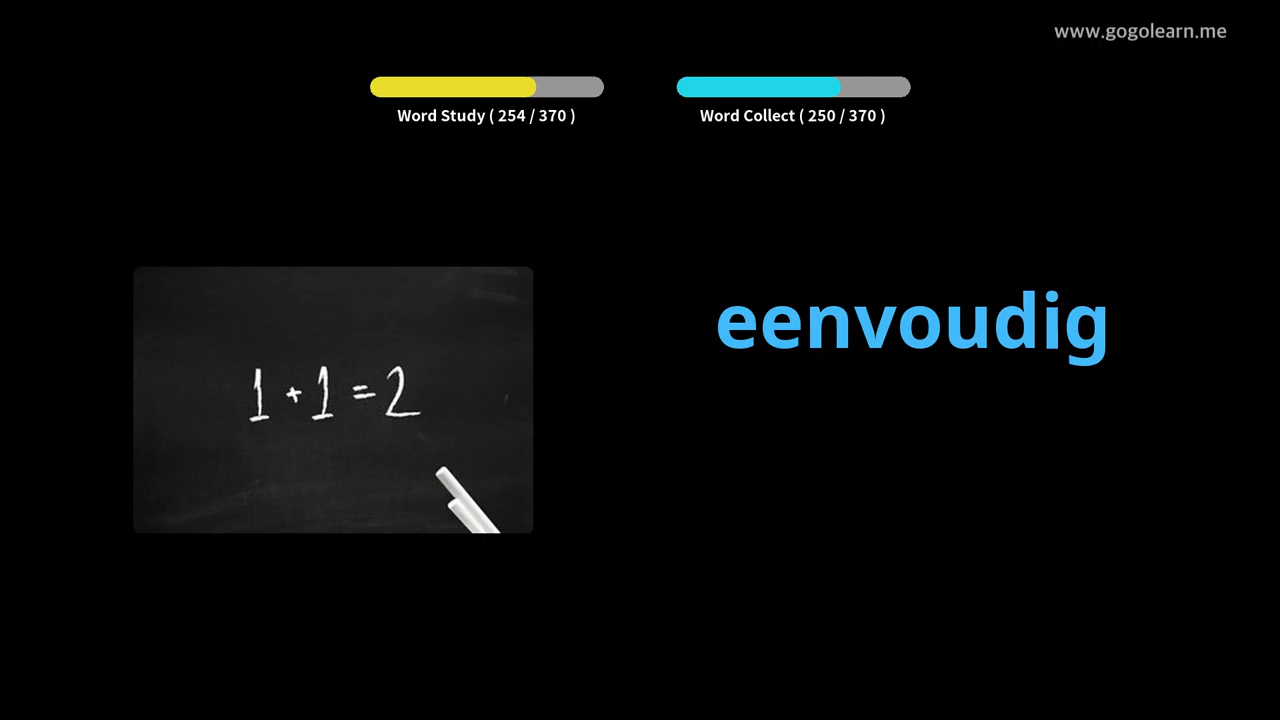 www.gogolearn.me
Word Study ( 254 / 370 )
Word Collect ( 250 / 370 )
eenvoudig
1 + 1 = 2